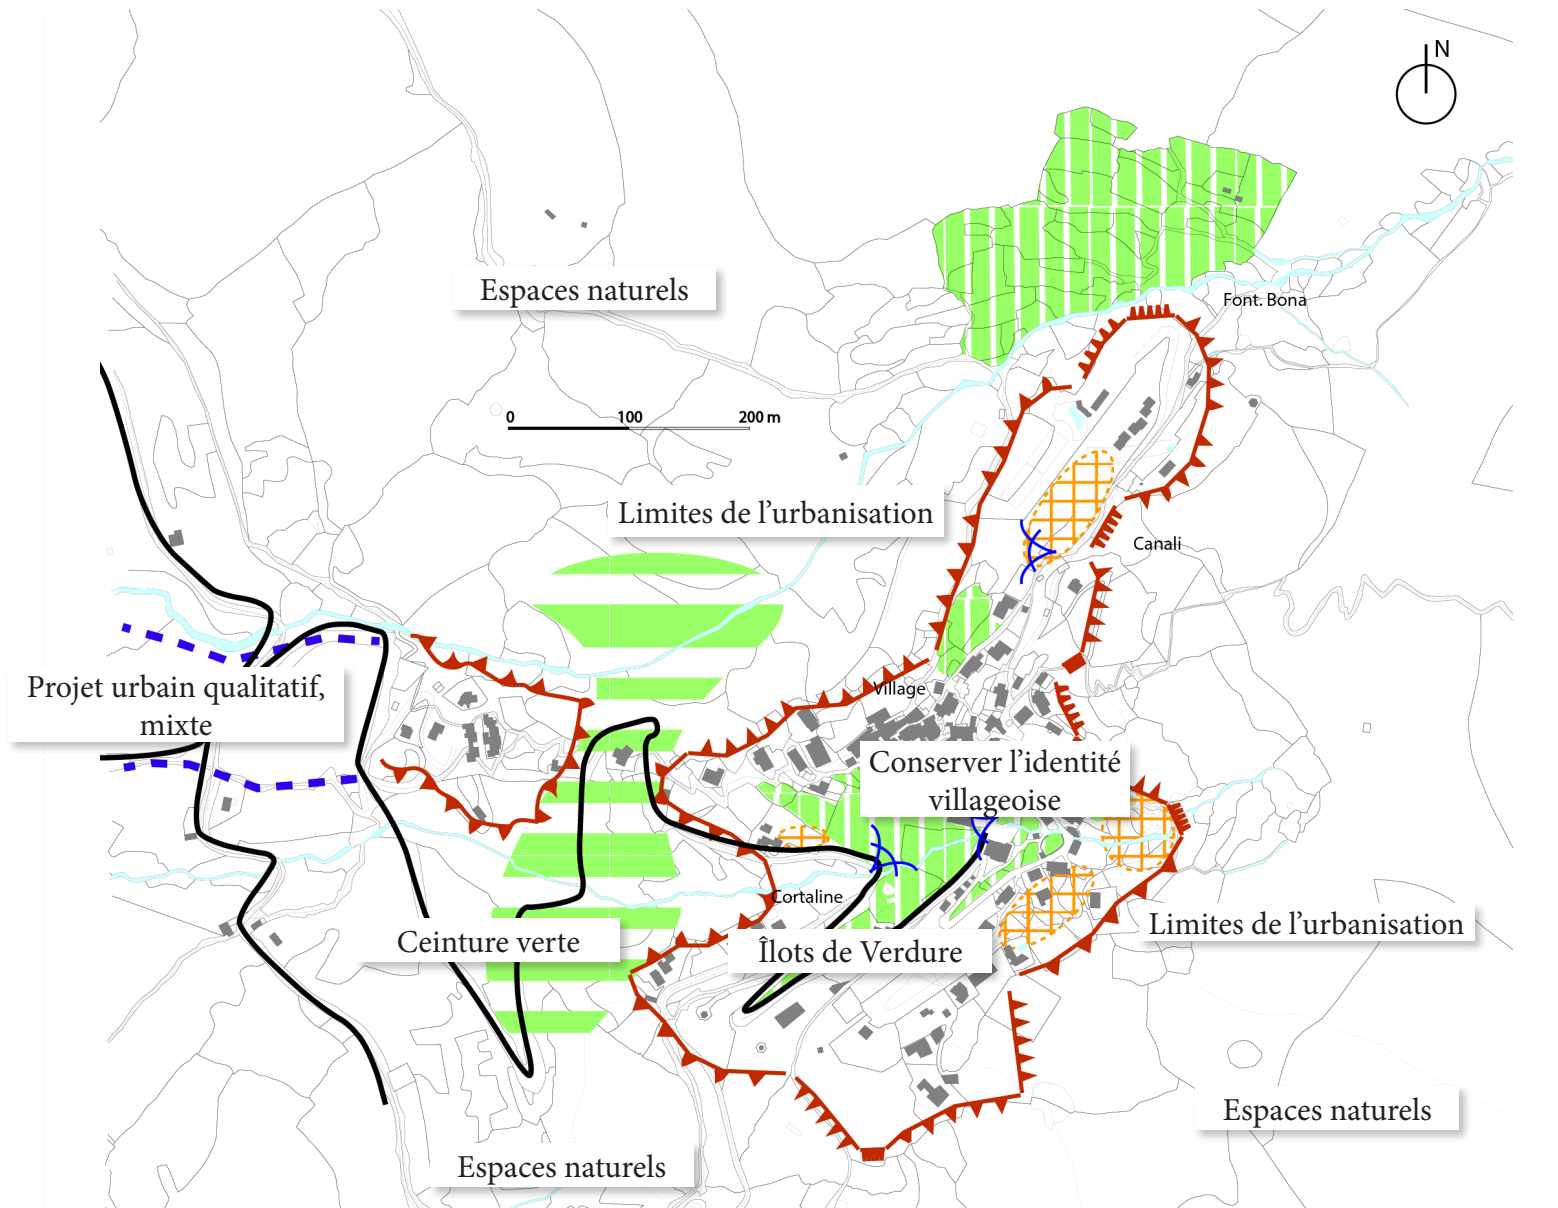 N
Font. Bona
Espaces naturels
0 100 200 m
Limites de l'urbanisation
Canali
Projet urbain qualitatif,
mixte
Village
Conserver l'identité
villageoise
Cortaline
Limites de l'urbanisation
Ceinture verte
Îlots de Verdure
Espaces naturels
Espaces naturels